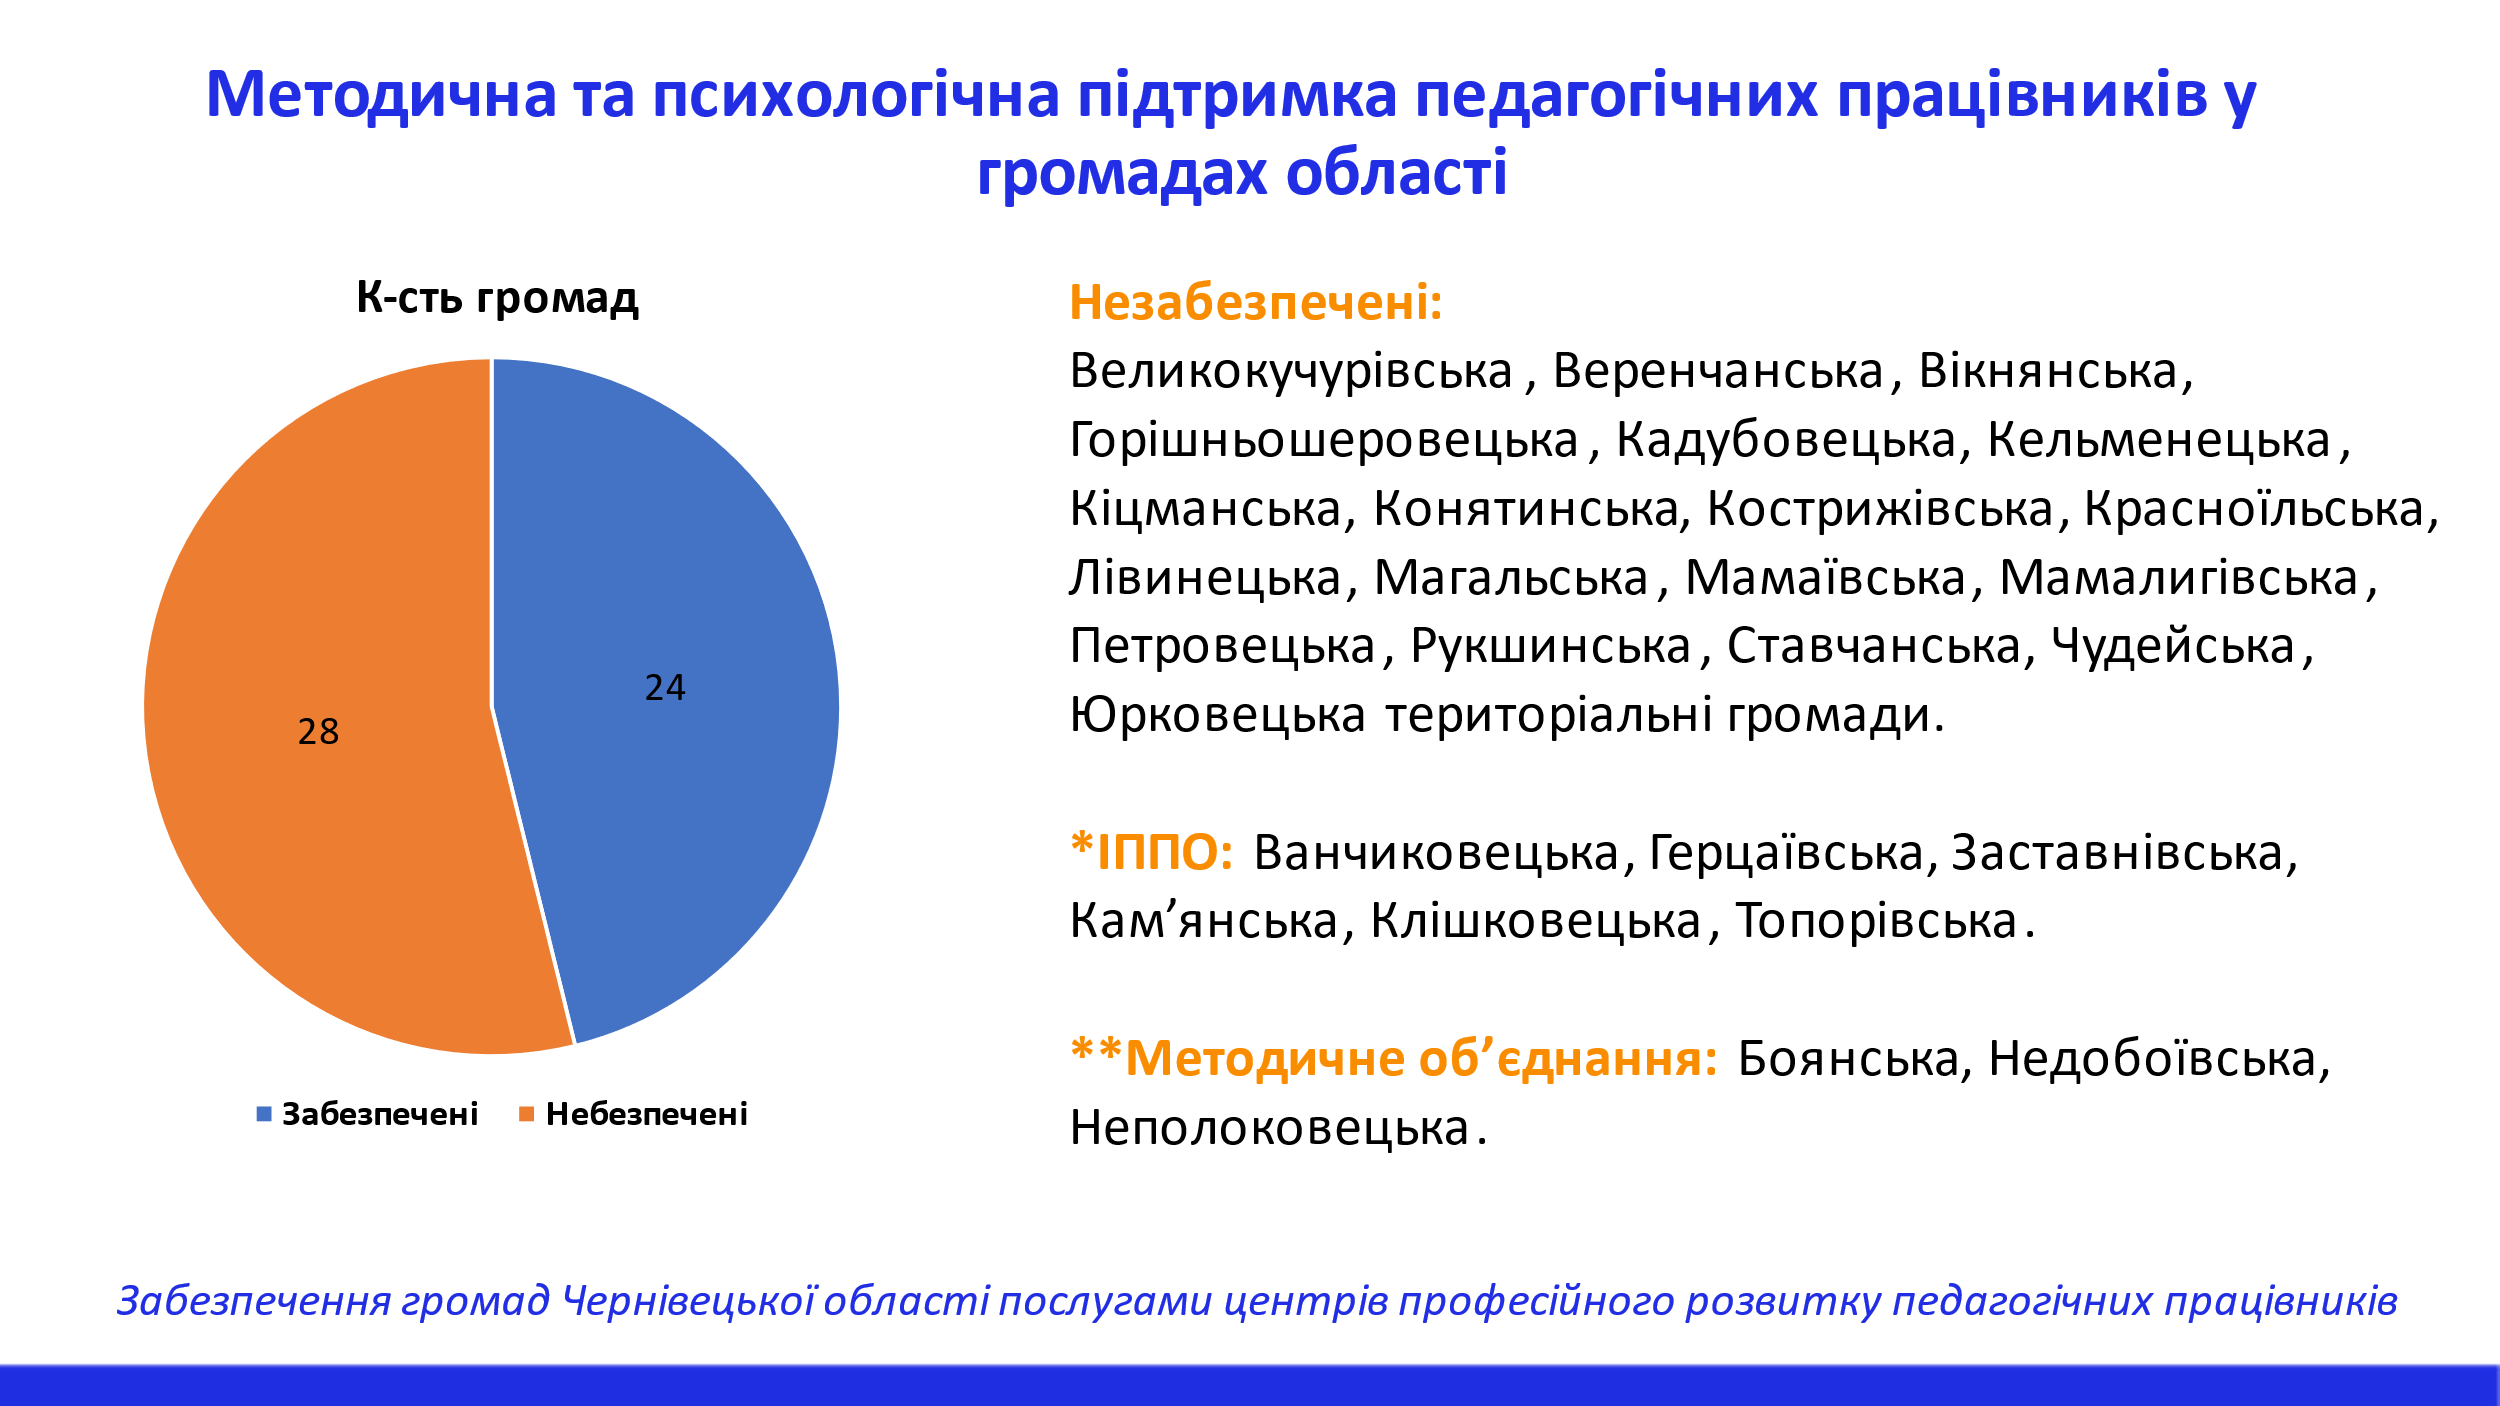 Методична та психологічна підтримка педагогічних працівників у
громадах області
К-сть громад
24
28
Забезпечені
Небезпечені
Незабезпечені:
Великокучурівська, Веренчанська, Вікнянська,
Горішньошеровецька, Кадубовецька, Кельменецька,
Кіцманська, Конятинська, Кострижівська, Красноїльська,
Лівинецька, Магальська, Мамаївська, Мамалигівська,
Петровецька, Рукшинська, Ставчанська, Чудейська,
Юрковецька територіальні громади.
*ІППО: Ванчиковецька, Герцаївська, Заставнівська,
Кам’янська, Клішковецька, Топорівська.
**Методичне об’єднання: Боянська, Недобоївська,
Неполоковецька.
Забезпечення громад Чернівецької області послугами центрів професійного розвитку педагогічних працівників